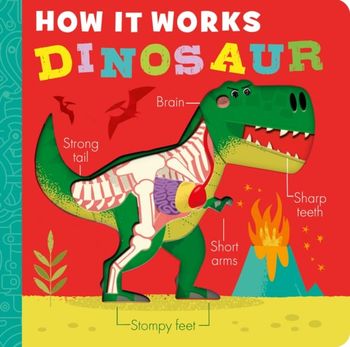 HOW IT WORKS
DINOSAUR
Brain
Strong
tail
Sharp
teeth
Short
arms
Stompy feet